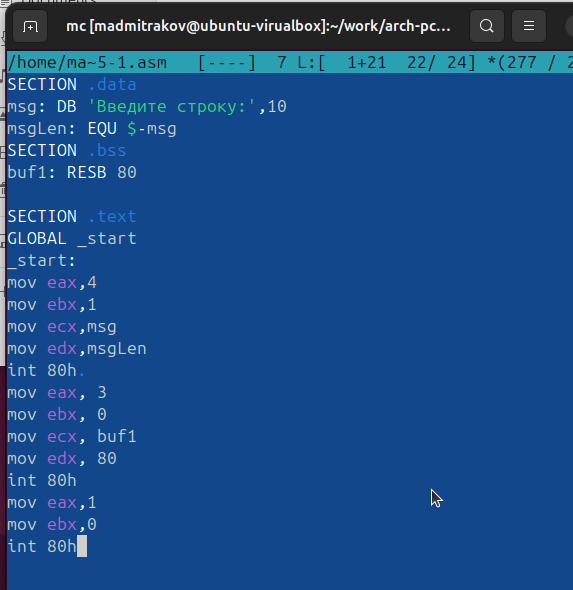 mc [madmitrakov@ubuntu-virualbox]:~/work/arch-pc…
/home/ma~5-1.asm [----] 7 L:[ 1+21 22/ 24] *(277 /
SECTION .data
msg: DB 'Введите строку:',10
msgLen: EQU $-msg
SECTION .bss
buf1: RESB 80
SECTION .text
GLOBAL _start
_start:
mov eax,4
mov ebx,1
mov ecx,msg
mov edx,msgLen
int 80h.
mov eax, 3
mov ebx, 0
mov ecx, buf1
mov edx, 80
int 80h
mov eax,1
mov ebx,0
int 80h